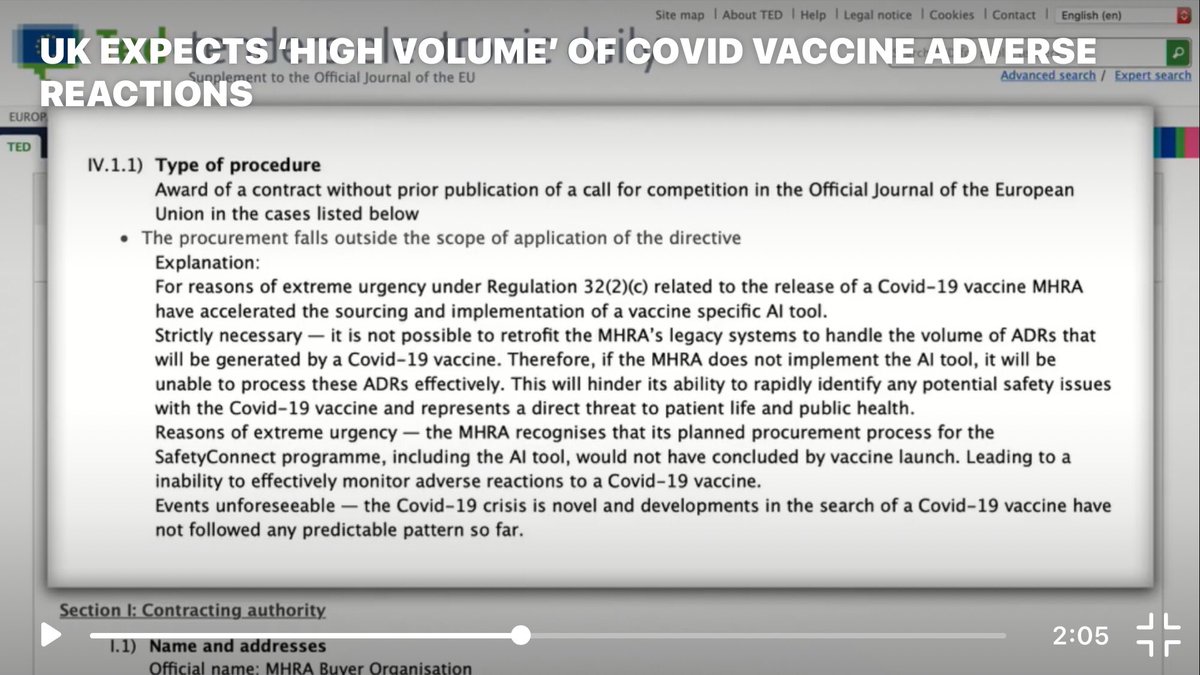 Site map | About TED | Help | Legal notice | Cookies | Contact | English (en)
UK EXPECTS ‘HIGH VOLUME’ OF COVID VACCINE ADVERSE
REACTIONS
Supplement to the Official Journal of the EU
Advanced search / Expert search
EUROP
TED
IV.1.1) Type of procedure
Award of a contract without prior publication of a call for competition in the Official Journal of the European
Union in the cases listed below
• The procurement falls outside the scope of application of the directive
Explanation:
For reasons of extreme urgency under Regulation 32(2)(c) related to the release of a Covid-19 vaccine MHRA
have accelerated the sourcing and implementation of a vaccine specific AI tool.
Strictly necessary — it is not possible to retrofit the MHRA's legacy systems to handle the volume of ADRs that
will be generated by a Covid-19 vaccine. Therefore, if the MHRA does not implement the AI tool, it will be
unable to process these ADRs effectively. This will hinder its ability to rapidly identify any potential safety issues
with the Covid-19 vaccine and represents a direct threat to patient life and public health.
Reasons of extreme urgency — the MHRA recognises that its planned procurement process for the
SafetyConnect programme, including the AI tool, would not have concluded by vaccine launch. Leading to a
inability to effectively monitor adverse reactions to a Covid-19 vaccine.
Events unforeseeable — the Covid-19 crisis is novel and developments in the search of a Covid-19 vaccine have
not followed any predictable pattern so far.
Section I: Contracting authority
2:05
I.1) Name and addresses
Official name: MHRA Buyer Organisation